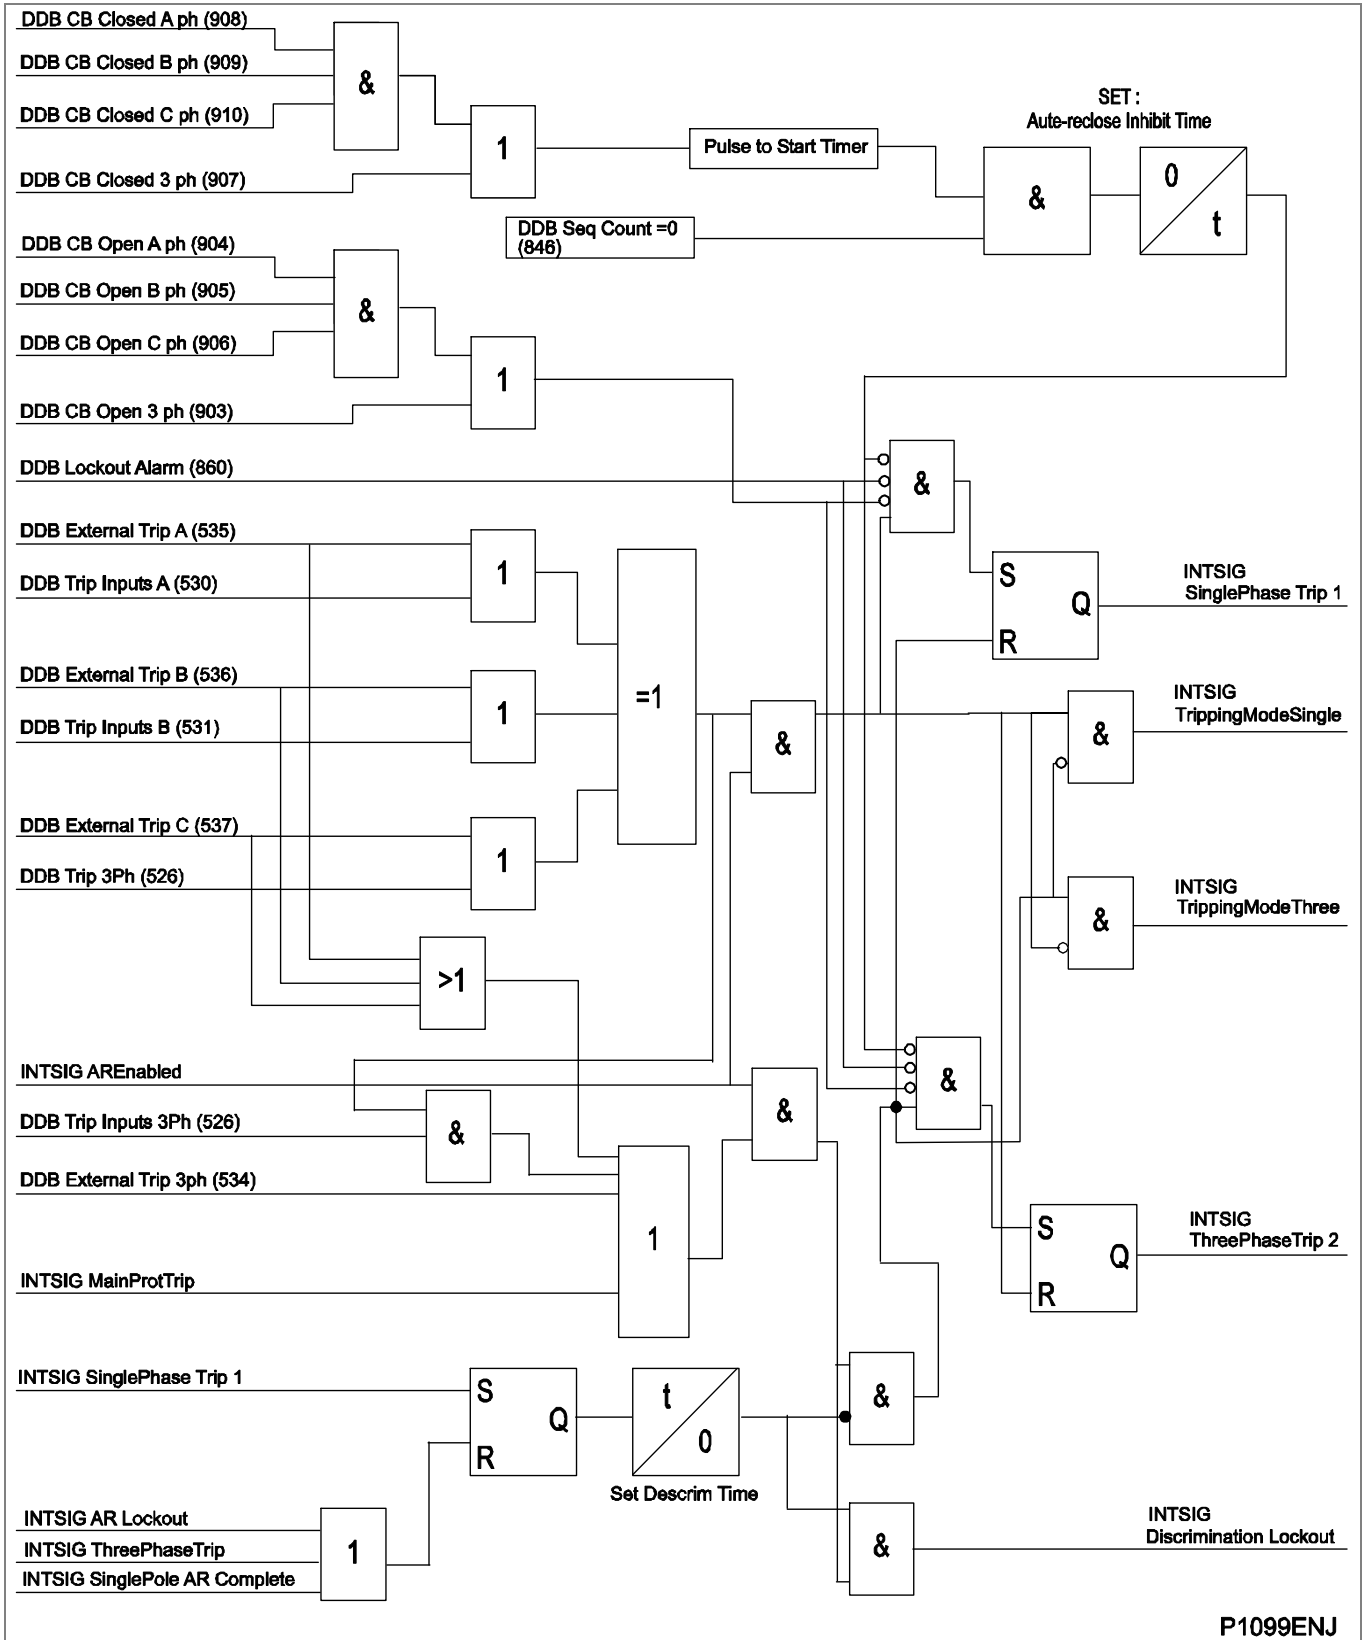 DDB CB Closed A ph (908)
DDB CB Closed B ph (909)
&
DDB CB Closed C ph (910)
1
DDB CB Closed 3 ph (907)
SET :
Aute-reclose Inhibit Time
Pulse to Start Timer
&
0
t
DDB Seq Count =0
(846)
DDB CB Open A ph (904)
DDB CB Open B ph (905)
&
DDB CB Open C ph (906)
1
DDB CB Open 3 ph (903)
DDB Lockout Alarm (860)
&
DDB External Trip A (535)
1
DDB Trip Inputs A (530)
S
Q
R
INTSIG
SinglePhase Trip 1
DDB External Trip B (536)
1
DDB Trip Inputs B (531)
=1
&
&
INTSIG
TrippingModeSingle
DDB External Trip C (537)
1
DDB Trip 3Ph (526)
&
INTSIG
TrippingModeThree
>1
INTSIG AREnabled
&
&
DDB Trip Inputs 3Ph (526)
&
DDB External Trip 3ph (534)
1
S
Q
R
INTSIG
ThreePhaseTrip 2
INTSIG MainProtTrip
INTSIG SinglePhase Trip 1
S
Q
R
t
0
Set Descrim Time
&
INTSIG AR Lockout
INTSIG ThreePhaseTrip
1
INTSIG SinglePole AR Complete
&
INTSIG
Discrimination Lockout
P1099ENJ